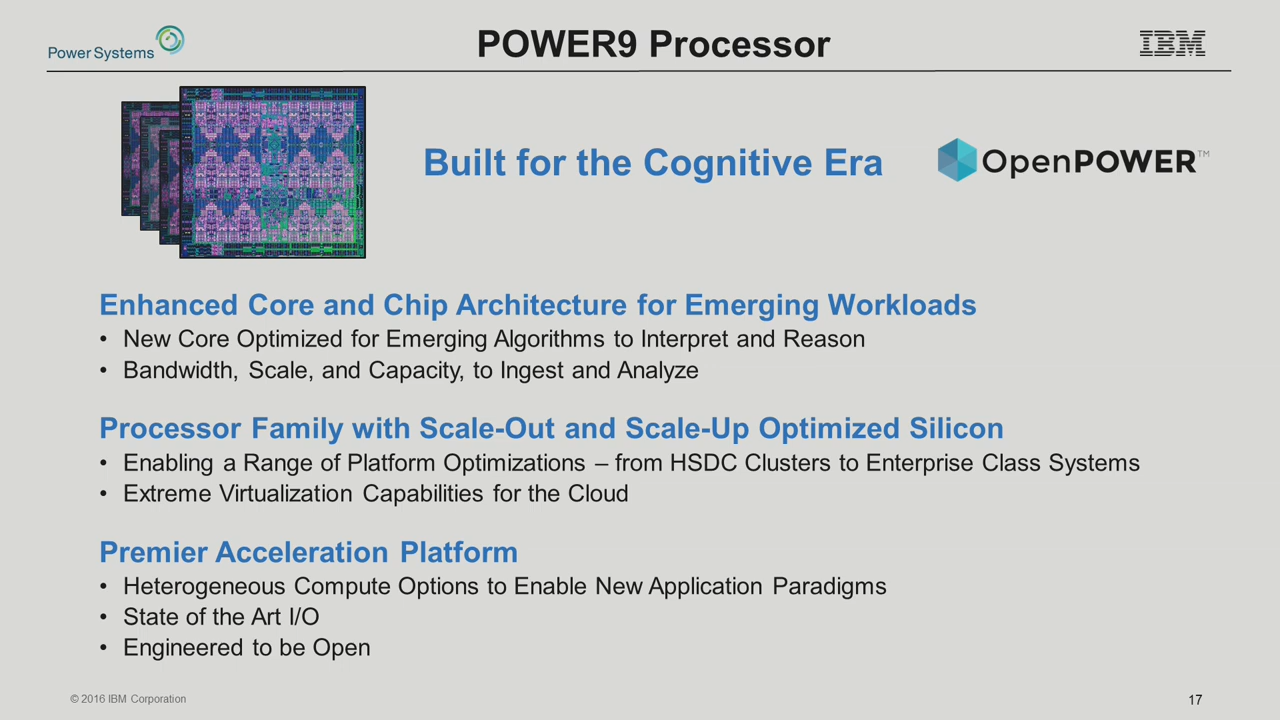 Power Systems
POWER9 Processor
IBM
Built for the Cognitive Era
OpenPOWER™
Enhanced Core and Chip Architecture for Emerging Workloads
• New Core Optimized for Emerging Algorithms to Interpret and Reason
• Bandwidth, Scale, and Capacity, to Ingest and Analyze
Processor Family with Scale-Out and Scale-Up Optimized Silicon
• Enabling a Range of Platform Optimizations – from HSDC Clusters to Enterprise Class Systems
• Extreme Virtualization Capabilities for the Cloud
Premier Acceleration Platform
• Heterogeneous Compute Options to Enable New Application Paradigms
• State of the Art I/O
• Engineered to be Open
© 2016 IBM Corporation
17